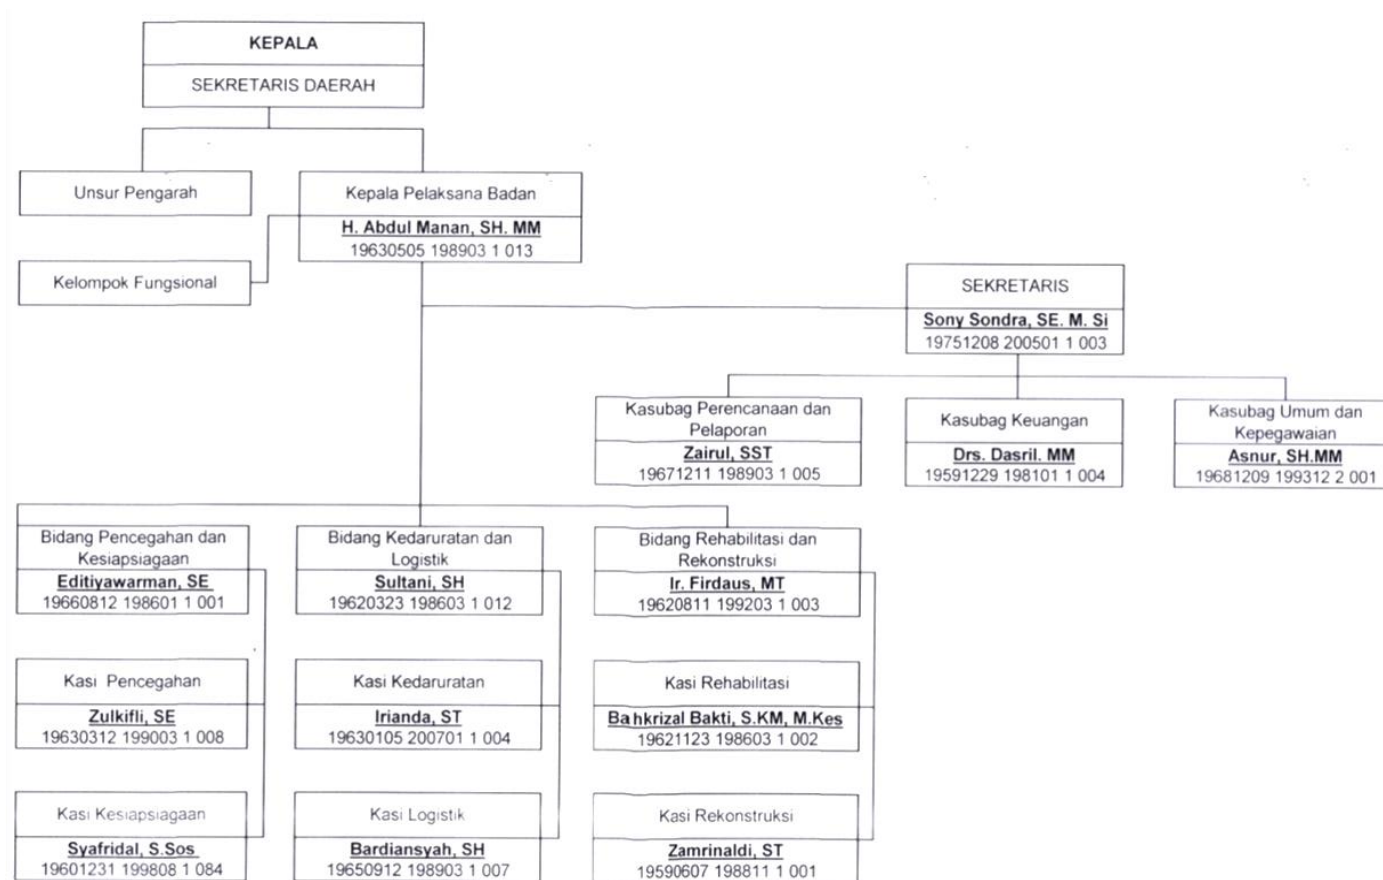 KEPALA
SEKRETARIS DAERAH
Unsur Pengarah
Kepala Pelaksana Badan
H. Abdul Manan, SH. MM
19630505 198903 1 013
Kelompok Fungsional
SEKRETARIS
Sony Sondra, SE. M. Si
19751208 200501 1 003
Kasubag Perencanaan dan
Pelaporan
Zairul, SST
19671211 198903 1 005
Kasubag Keuangan
Drs. Dasril. MM
19591229 198101 1 004
Kasubag Umum dan
Kepegawaian
Asnur, SH.MM
19681209 199312 2 001
Bidang Pencegahan dan
Kesiapsiagaan
Editiyawarman, SE
19660812 198601 1 001
Bidang Kedaruratan dan
Logistik
Sultani, SH
19620323 198603 1 012
Bidang Rehabilitasi dan
Rekonstruksi
Ir. Firdaus, MT
19620811 199203 1 003
Kasi Pencegahan
Zulkifli, SE
19630312 199003 1 008
Kasi Kedaruratan
Irianda, ST
19630105 200701 1 004
Kasi Rehabilitasi
Bahkrizal Bakti, S.KM, M.Kes
19621123 198603 1 002
Kasi Kesiapsiagaan
Syafridal, S.Sos
19601231 199808 1 084
Kasi Logistik
Bardiansyah, SH
19650912 198903 1 007
Kasi Rekonstruksi
Zamrinaldi, ST
19590607 198811 1 001